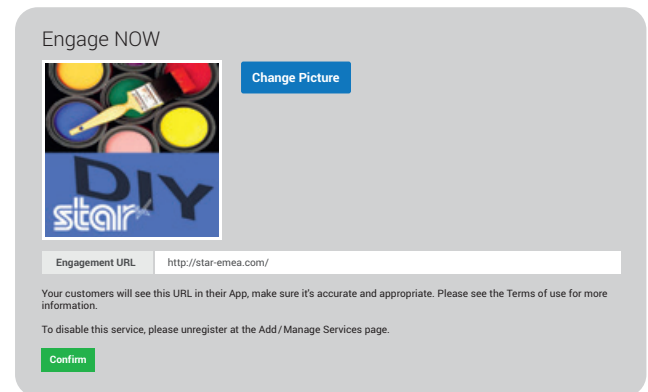 Engage NOW
Change Picture
DIY
star
Engagement URL
http://star-emea.com/
Your customers will see this URL in their App, make sure it's accurate and appropriate. Please see the Terms of use for more
information.
To disable this service, please unregister at the Add/Manage Services page.
Confirm